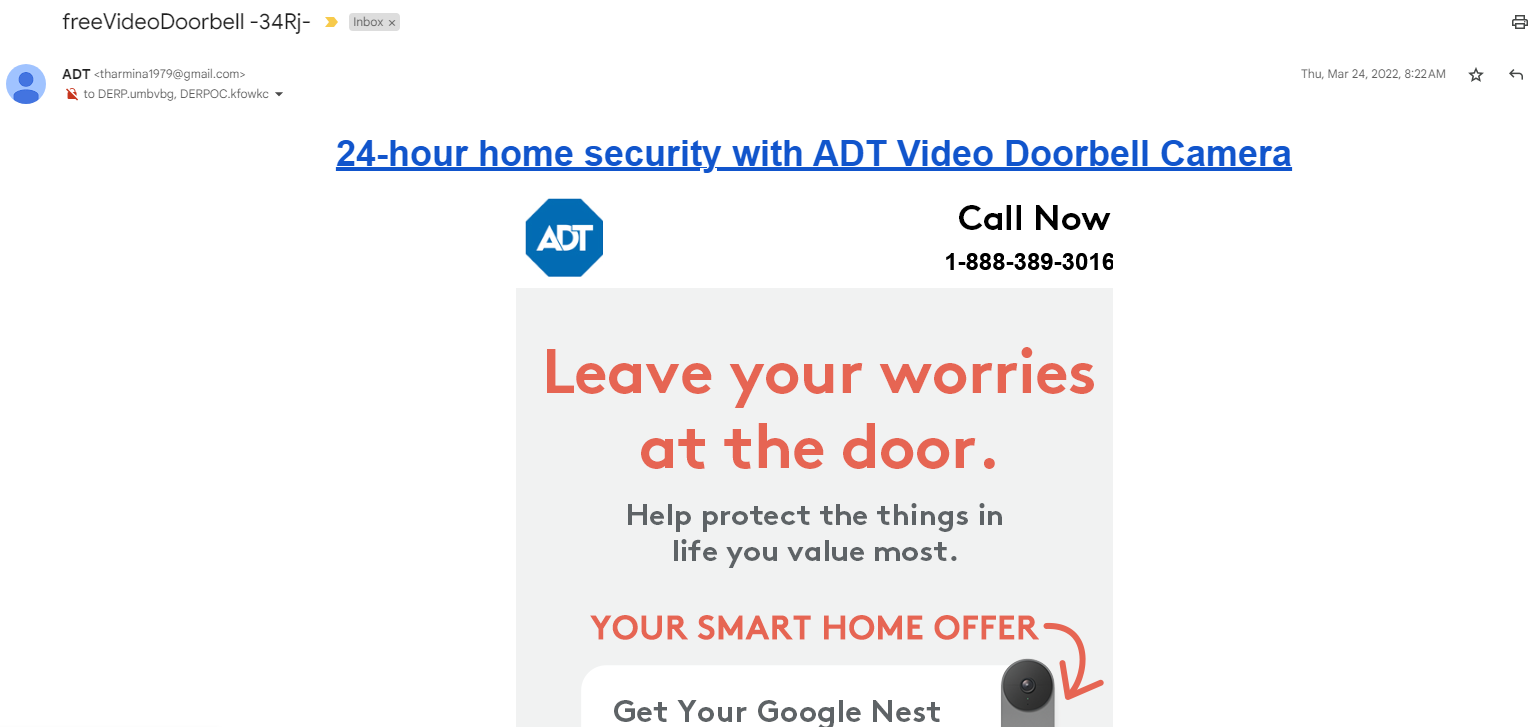 freeVideoDoorbell -34Rj-
Inbox ×
ADT <tharmina1979@gmail.com>
Thu, Mar 24, 2022, 8:22 AM
to DERP.umbvbg, DERPOC.kfowkc
24-hour home security with ADT Video Doorbell Camera
ADT
Call Now
1-888-389-3016
Leave your worries
at the door.
Help protect the things in
life you value most.
YOUR SMART HOME OFFER
Get Your Google Nest